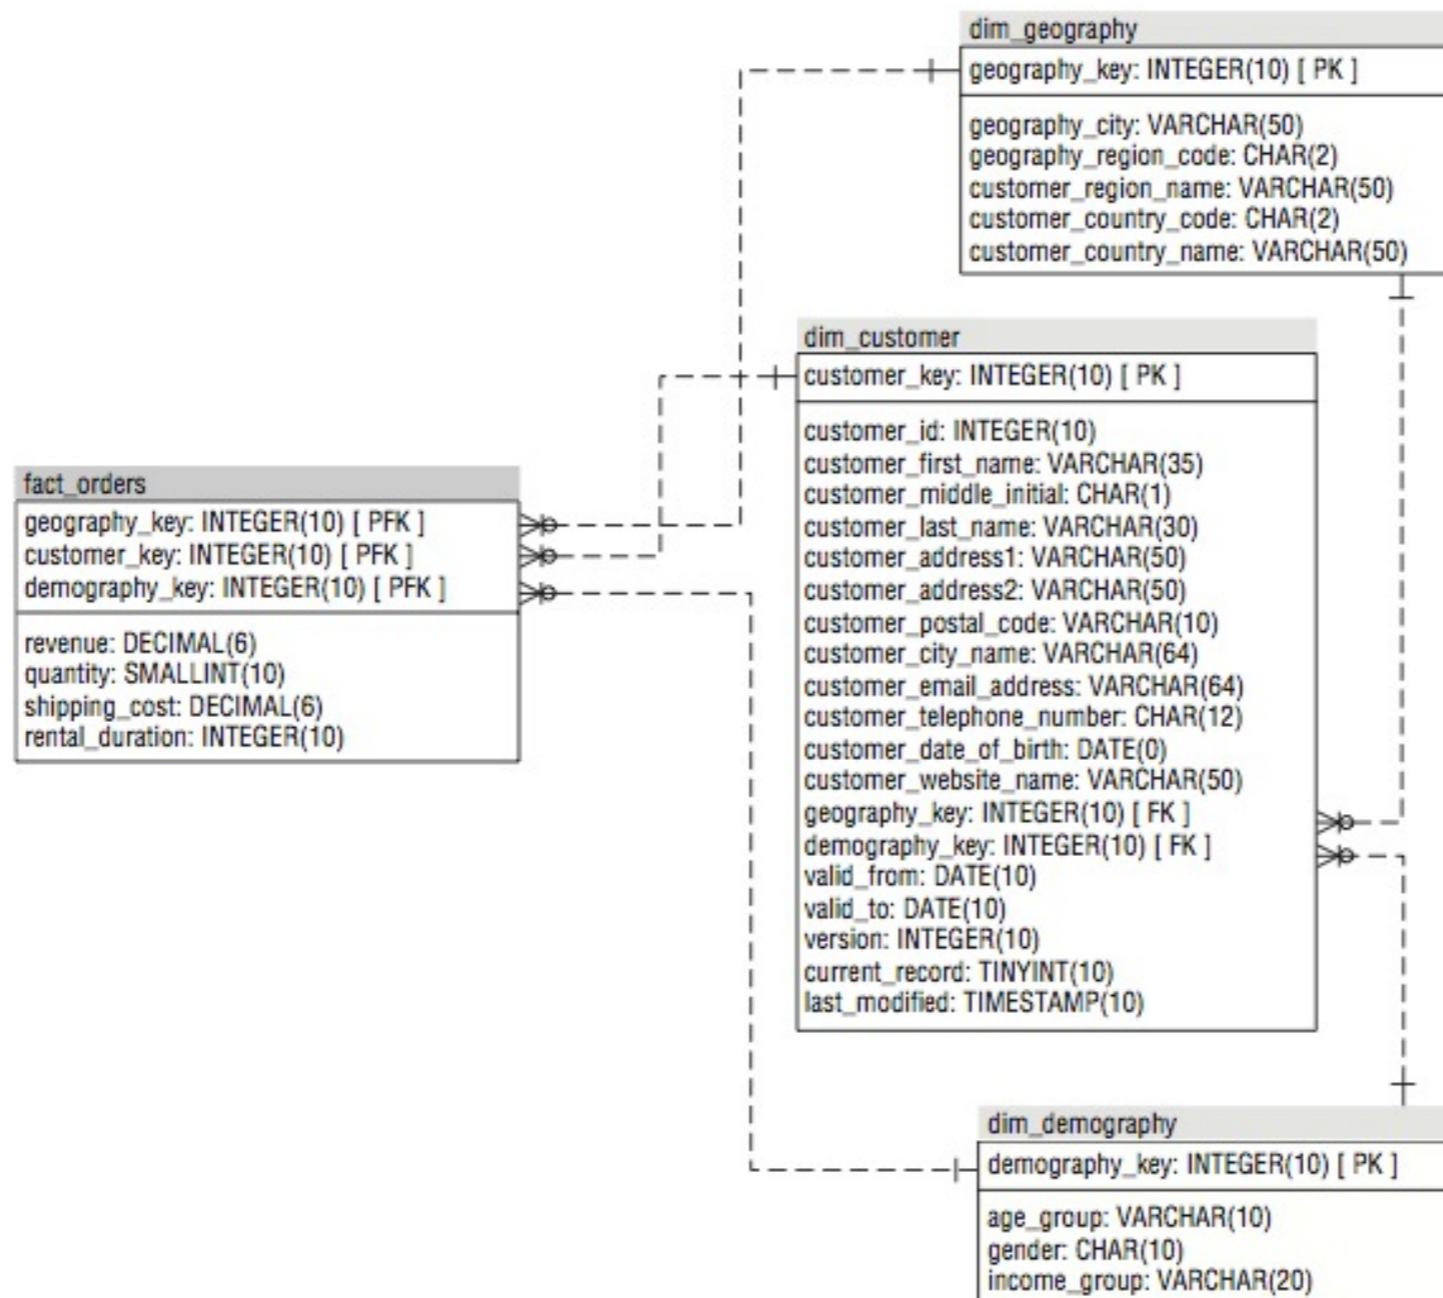 dim_geography
geography_key: INTEGER(10) [ PK ]
geography_city: VARCHAR(50)
geography_region_code: CHAR(2)
customer_region_name: VARCHAR(50)
customer_country_code: CHAR(2)
customer_country_name: VARCHAR(50)
dim_customer
customer_key: INTEGER(10) [ PK ]
customer_id: INTEGER(10)
customer_first_name: VARCHAR(35)
customer_middle_initial: CHAR(1)
customer_last_name: VARCHAR(30)
customer_address1: VARCHAR(50)
customer_address2: VARCHAR(50)
customer_postal_code: VARCHAR(10)
customer_city_name: VARCHAR(64)
customer_email_address: VARCHAR(64)
customer_telephone_number: CHAR(12)
customer_date_of_birth: DATE(0)
customer_website_name: VARCHAR(50)
geography_key: INTEGER(10) [ FK ]
demography_key: INTEGER(10) [ FK ]
valid_from: DATE(10)
valid_to: DATE(10)
version: INTEGER(10)
current_record: TINYINT(10)
last_modified: TIMESTAMP(10)
fact_orders
geography_key: INTEGER(10) [ PFK ]
customer_key: INTEGER(10) [ PFK ]
demography_key: INTEGER(10) [ PFK ]
revenue: DECIMAL(6)
quantity: SMALLINT(10)
shipping_cost: DECIMAL(6)
rental_duration: INTEGER(10)
dim_demography
demography_key: INTEGER(10) [ PK ]
age_group: VARCHAR(10)
gender: CHAR(10)
income_group: VARCHAR(20)